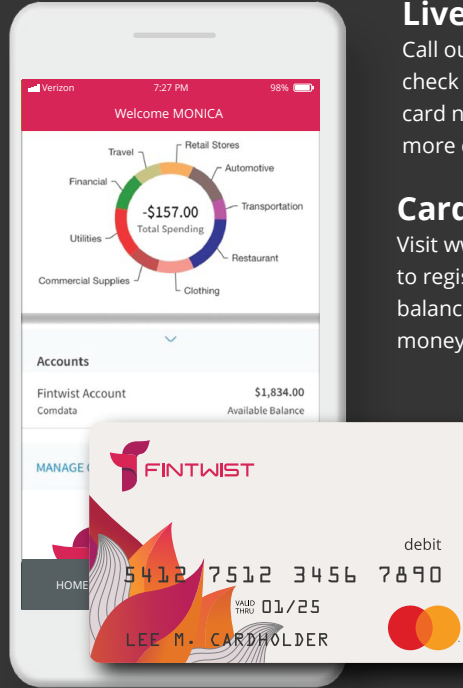 Live
Call ou
check
card n
more
Card
Visit w
to regis
balanc
money
Verizon 7:27 PM 98%
Welcome MONICA
Travel
Retail Stores
Financial
Automotive
-$157.00
Total Spending
Transportation
Utilities
Restaurant
Commercial Supplies
Clothing
Accounts
Fintwist Account $1,834.00
Comdata Available Balance
MANAGE
HOME
FINTWIST
debit
5412 7512 3456 7890
VALID THRU 01/25
LEE M. CARDHOLDER